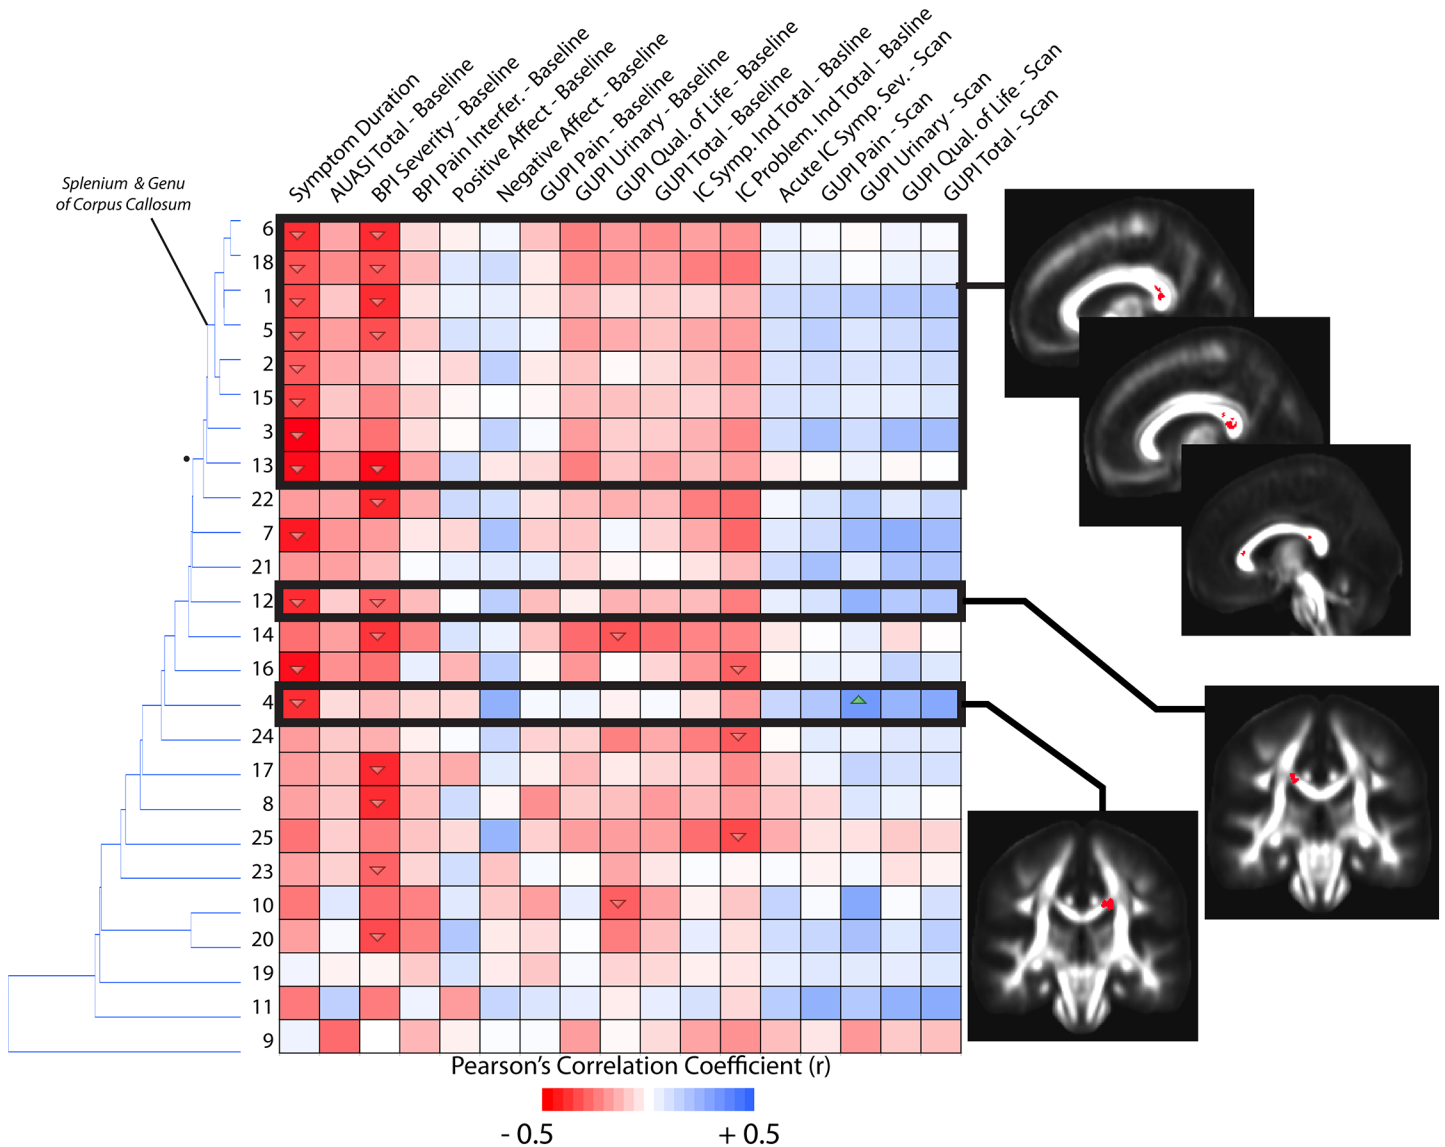 Symptom Duration
AUASI Total - Baseline
BPI Severity - Baseline
BPI Pain Interfer. - Baseline
Positive Affect - Baseline
Negative Affect - Baseline
GUPI Pain - Baseline
GUPI Urinary - Baseline
GUPI Qual. of Life - Baseline
GUPI Total - Baseline
IC Symp. Ind Total - Basline
IC Problem. Ind Total - Basline
Acute IC Symp. Sev. - Scan
GUPI Pain - Scan
GUPI Urinary - Scan
GUPI Qual. of Life - Scan
GUPI Total - Scan
Splenium & Genu
of Corpus Callosum
6
18
1
5
2
15
3
13
22
7
21
12
14
16
4
24
17
8
25
23
10
20
19
11
9
Pearson's Correlation Coefficient (r)
- 0.5 + 0.5